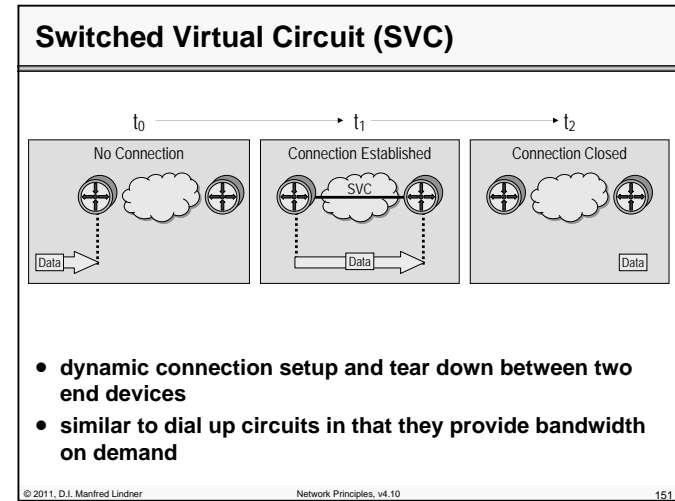 Switched Virtual Circuit (SVC)
t0 t1 t2
No Connection Connection Established Connection Closed
SVC
Data Data Data
• dynamic connection setup and tear down between two
end devices
• similar to dial up circuits in that they provide bandwidth
on demand
© 2011, D.I. Manfred Lindner Network Principles, v4.10 151